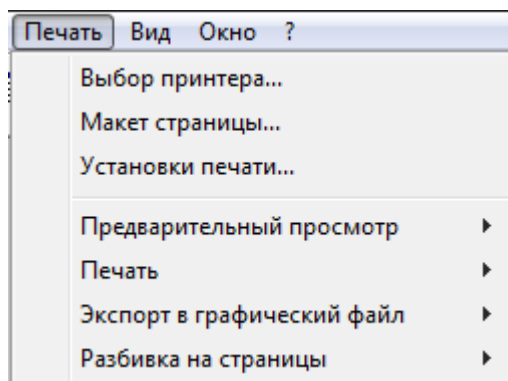 Печать Вид Окно ?
Выбор принтера...
Макет страницы...
Установки печати...
Предварительный просмотр
Печать
Экспорт в графический файл
Разбивка на страницы